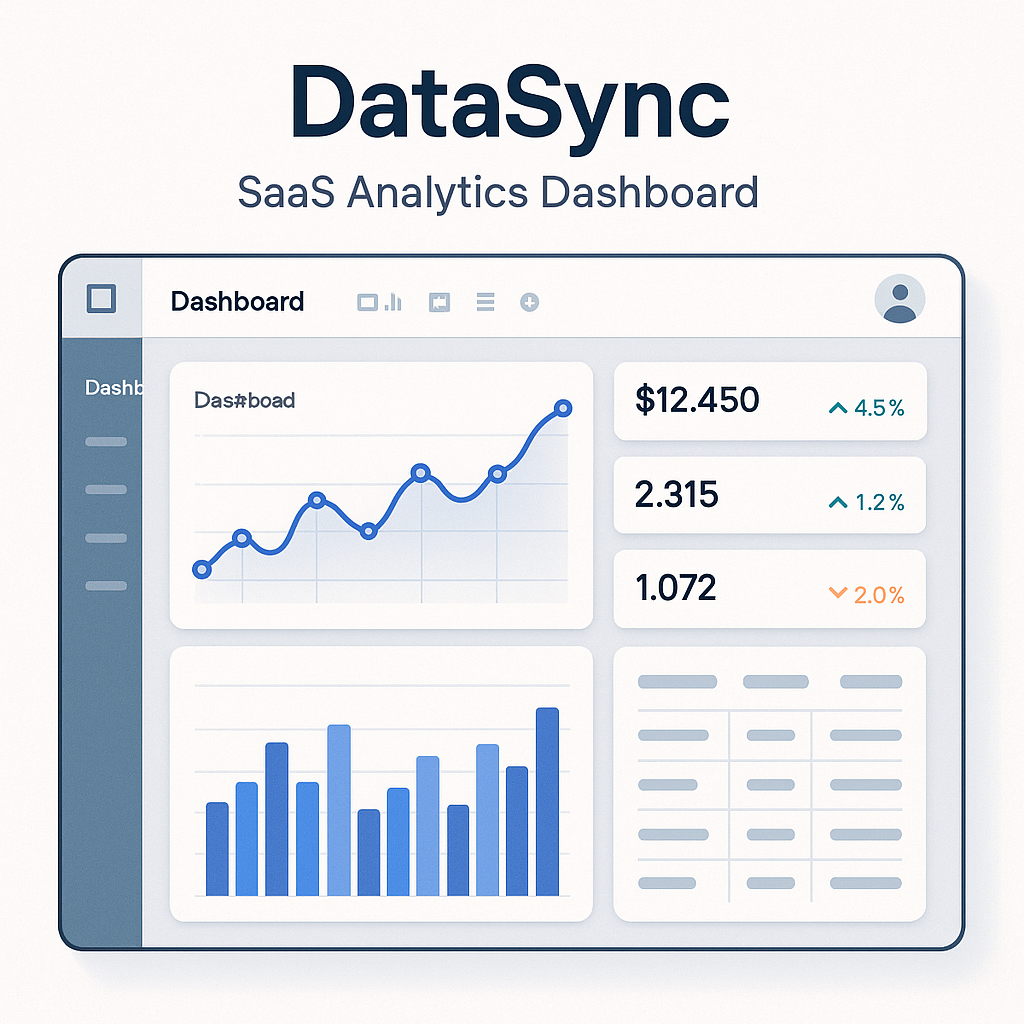 DataSync
SaaS Analytics Dashboard
Dashboard
Dashb
Das#boad
$12.450
4.5%
2.315
1.2%
1.072
2.0%